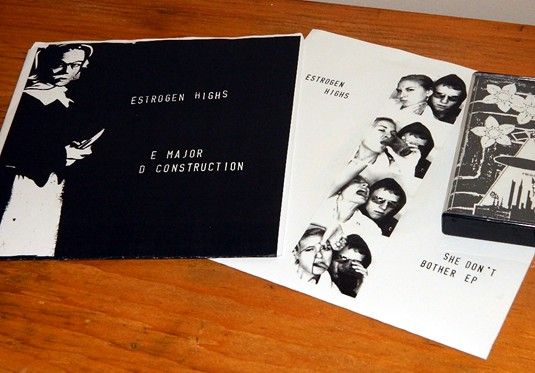 ESTROGEN HIGHS
E MAJOR
D CONSTRUCTION
ESTROGEN
HIGHS
SHE DON'T
BOTHER EP